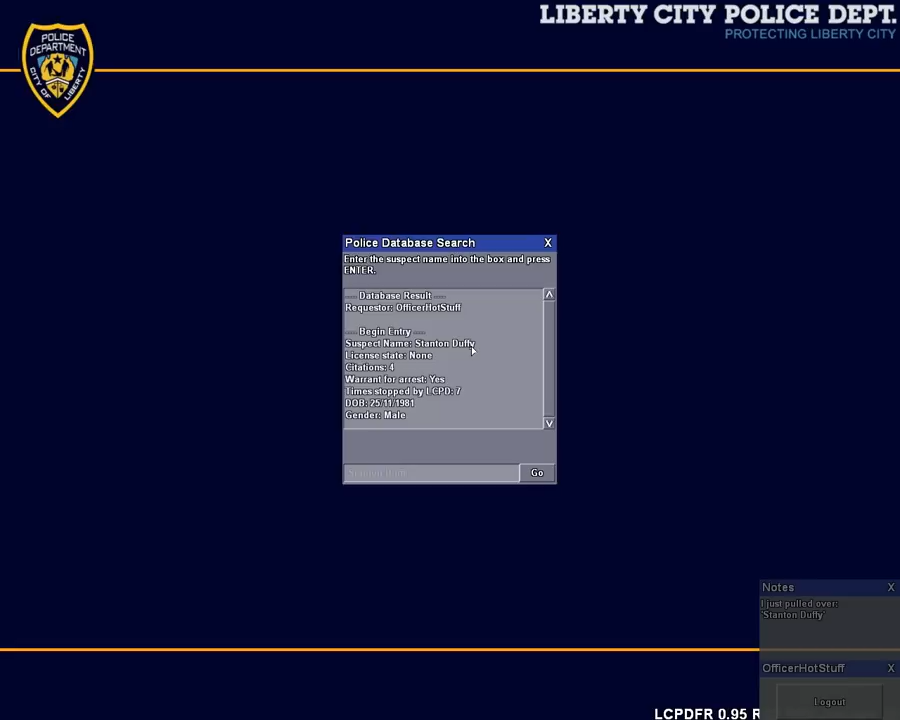 LIBERTY CITY POLICE DEPT.
PROTECTING LIBERTY CITY
POLICE
DEPARTMENT
CITY OF LIBERTY
Police Database Search X
Enter the suspect name into the box and press
ENTER.
---- Database Result ----
Requestor: OfficerHotStuff
---- Begin Entry ----
Suspect Name: Stanton Duffy
License state: None
Citations: 4
Warrant for arrest: Yes
Times stopped by LCPD: 7
DOB: 25/11/1981
Gender: Male
Go
Notes X
I just pulled over:
'Stanton Duffy'
OfficerHotStuff X
Logout
LCPDFR 0.95 R